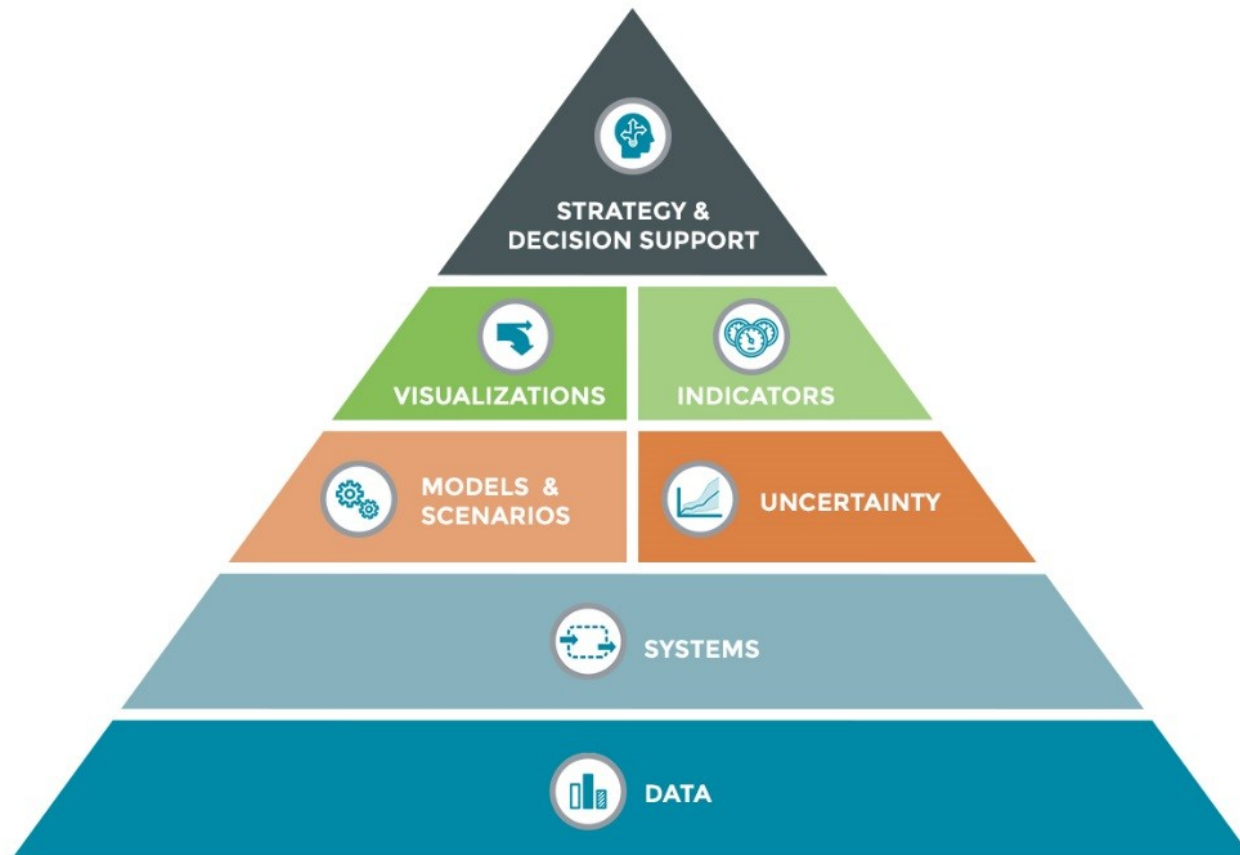 STRATEGY &
DECISION SUPPORT
VISUALIZATIONS
INDICATORS
MODELS &
SCENARIOS
UNCERTAINTY
SYSTEMS
DATA